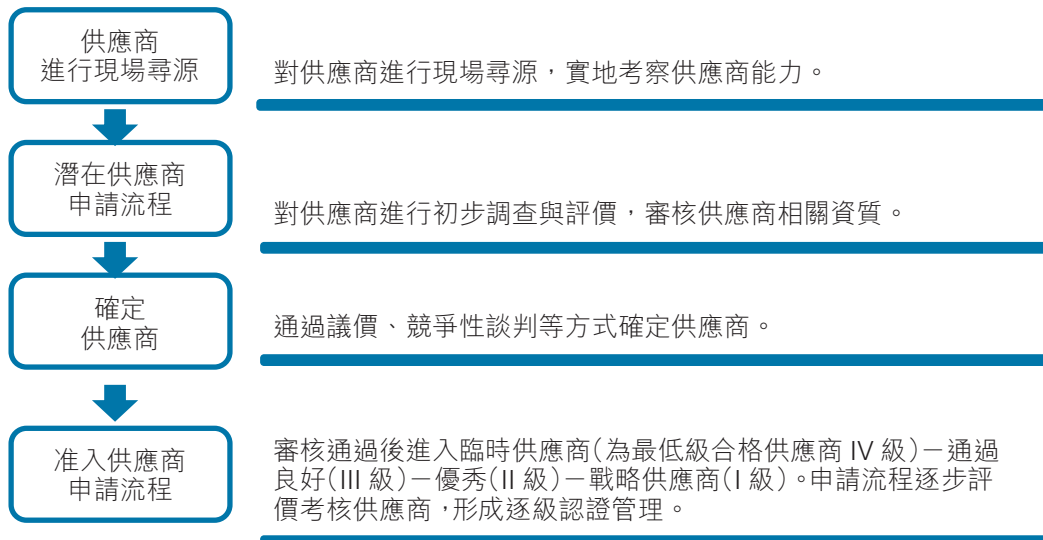 供應商
進行現場尋源
對供應商進行現場尋源，實地考察供應商能力。
潛在供應商
申請流程
對供應商進行初步調查與評價，審核供應商相關資質。
確定
供應商
通過議價、競爭性談判等方式確定供應商。
准入供應商
申請流程
審核通過後進入臨時供應商（為最低級合格供應商 IV 級）－通過
良好（III 級）－優秀（II 級）－戰略供應商（I 級）。申請流程逐步評
價考核供應商，形成逐級認證管理。